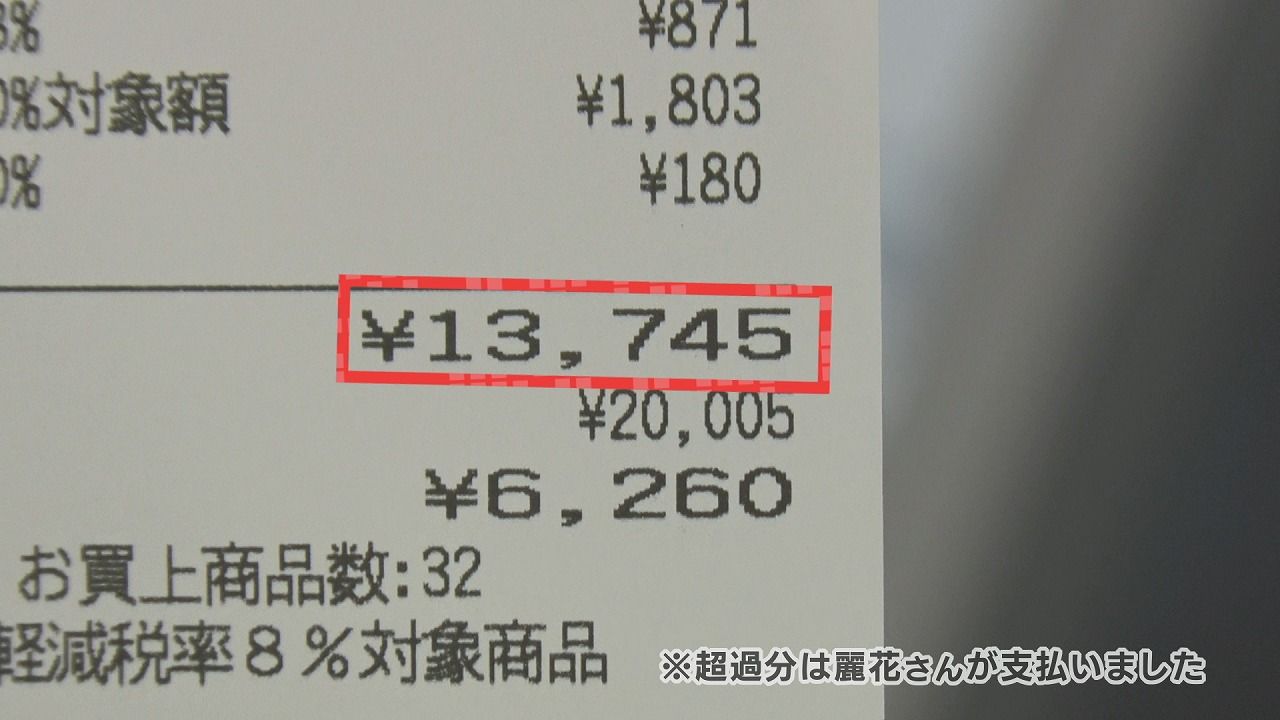 8%
¥871
0%対象額
¥1,803
0%
¥180
¥13,745
¥20,005
¥6,260
お買上商品数:32
軽減税率8%対象商品
※超過分は麗花さんが支払いました